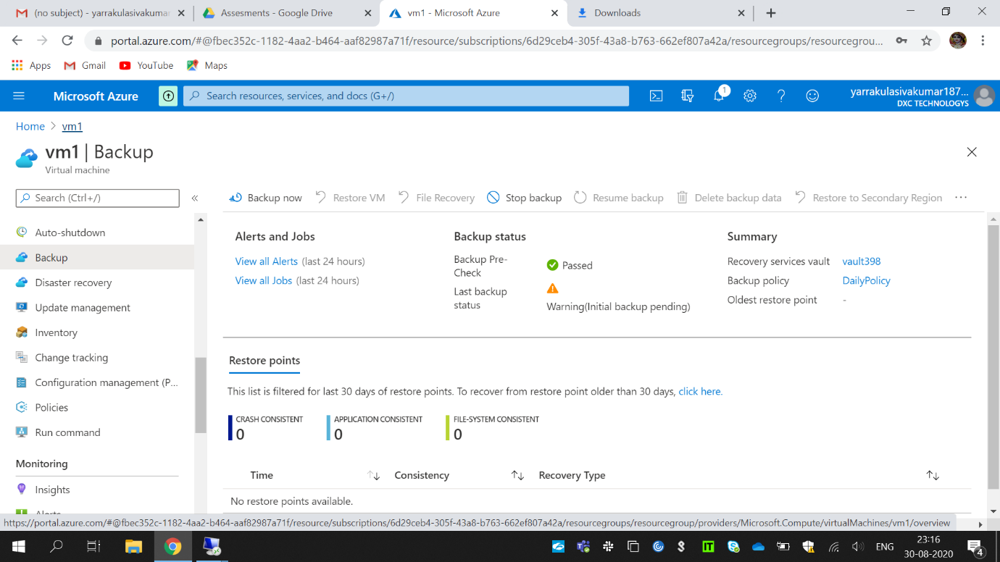 (no subject) - yarrakulasivakumar
Assesments - Google Drive
vm1 - Microsoft Azure
Downloads
portal.azure.com/#@fbec352c-1182-4aa2-b464-aaf82987a71f/resource/subscriptions/6d29ceb4-305f-43a8-b763-662ef807a42a/resourcegroups/resourcegrou...
Apps
Gmail
YouTube
Maps
Microsoft Azure
Search resources, services, and docs (G+/)
1
yarrakulasivakumar187...
DXC TECHNOLOGYS
Home > vm1
vm1 | Backup
Virtual machine
Search (Ctrl+/)
«
Backup now
Restore VM
File Recovery
Stop backup
Resume backup
Delete backup data
Restore to Secondary Region
...
Auto-shutdown
Backup
Disaster recovery
Update management
Inventory
Change tracking
Configuration management (P...
Policies
Run command
Monitoring
Insights
Alerts
Alerts and Jobs
View all Alerts (last 24 hours)
View all Jobs (last 24 hours)
Backup status
Backup Pre-
Check
Passed
Last backup
status
Warning(Initial backup pending)
Summary
Recovery services vault vault398
Backup policy DailyPolicy
Oldest restore point -
Restore points
This list is filtered for last 30 days of restore points. To recover from restore point older than 30 days, click here.
CRASH CONSISTENT
0
APPLICATION CONSISTENT
0
FILE-SYSTEM CONSISTENT
0
Time
Consistency
Recovery Type
No restore points available.
https://portal.azure.com/#@fbec352c-1182-4aa2-b464-aaf82987a71f/resource/subscriptions/6d29ceb4-305f-43a8-b763-662ef807a42a/resourcegroups/resourcegroup/providers/Microsoft.Compute/virtualMachines/vm1/overview
ENG
23:16
30-08-2020
4